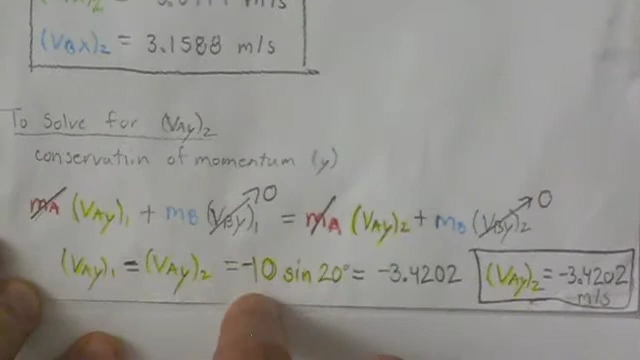 m/s
(VBX)₂ = 3.1588 m/s
To solve for (VAy)₂
conservation of momentum (y)
mA (VAy)₁ + mB (VBy)₁ → 0 = mA (VAy)₂ + mB (VBy)₂ → 0
(VAy)₁ = (VAy)₂ = -10 sin 20° = -3.4202 (VAy)₂ = -3.4202
m/s